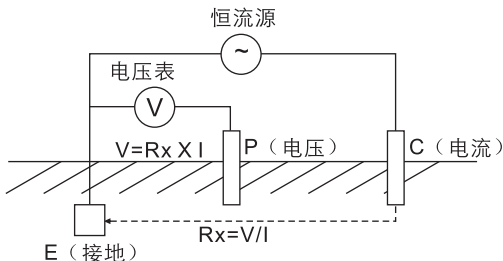 恒流源
~
电压表
V
V=Rx X I
P（电压）
C（电流）
Rx=V/I
E（接地）